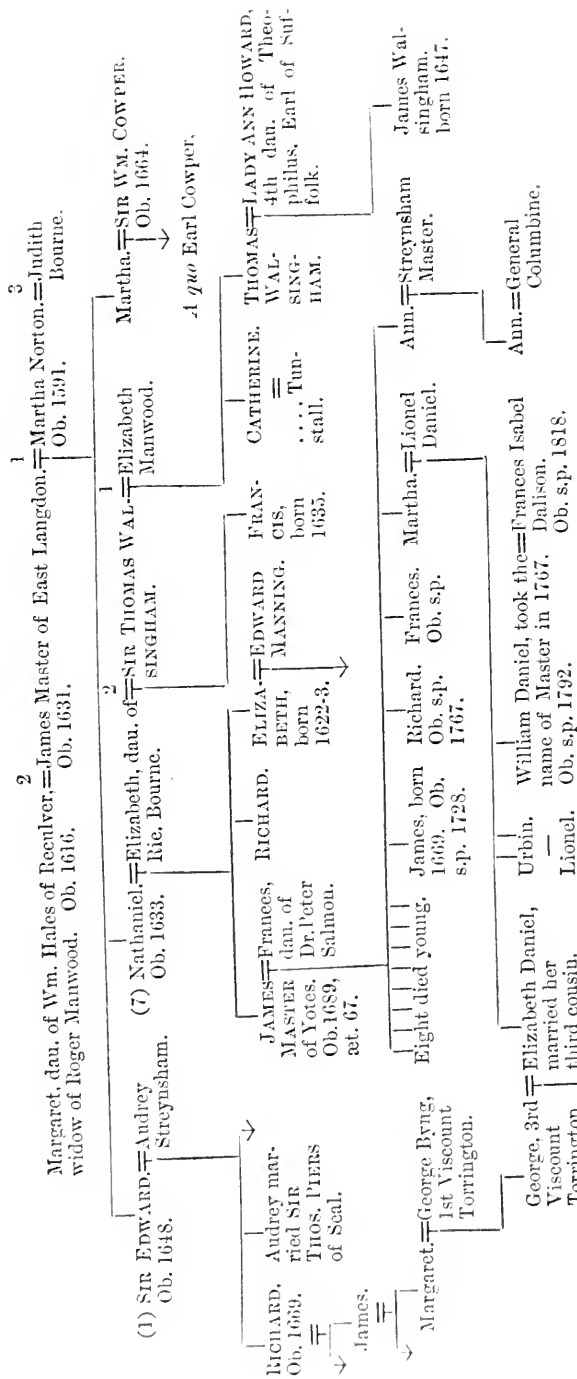 Margaret, dau. of Wm. Hales of Reculver,
widow of Roger Manwood. Ob. 1616.
2
James Master of East Langdon.
Ob. 1631.
1
Martha Norton.
Ob. 1591.
3
Judith
Bourne.
(1) SIR EDWARD.
Ob. 1648.
Audrey
Streynsham.
(7) Nathaniel.
Ob. 1633.
Elizabeth, dau. of
Ric. Bourne.
2
SIR THOMAS WAL-
SINGHAM.
1
Elizabeth
Manwood.
Martha.
SIR WM. COWPER.
Ob. 1664.
A quo Earl Cowper.
RICHARD.
Ob. 1669.
Audrey mar-
ried SIR
THOS. PIERS
of Seal.
JAMES
MASTER
of Yotes.
Ob. 1689,
æt. 67.
Frances,
dau. of
Dr. Peter
Salmon.
RICHARD.
ELIZA-
BETH,
born
1622-3.
EDWARD
MANNING.
FRAN-
CIS,
born
1635.
CATHERINE.
=
.... Tun-
stall.
THOMAS
WAL-
SING-
HAM.
LADY ANN HOWARD,
4th dau. of Theo-
philus, Earl of Suf-
folk.
James.
Eight died young.
James, born
1669. Ob.
s.p. 1728.
Richard.
Ob. s.p.
1767.
Frances.
Ob. s.p.
Martha.
Lionel
Daniel.
Ann.
Streynsham
Master.
James Wal-
singham,
born 1647.
Margaret.
George Byng,
1st Viscount
Torrington.
Ann.
General
Columbine.
George, 3rd
Viscount
Torrington
Elizabeth Daniel,
married her
third cousin.
Urbin.
—
Lionel.
William Daniel, took the
name of Master in 1767.
Ob. s.p. 1792.
Frances Isabel
Dalison.
Ob. s.p. 1818.